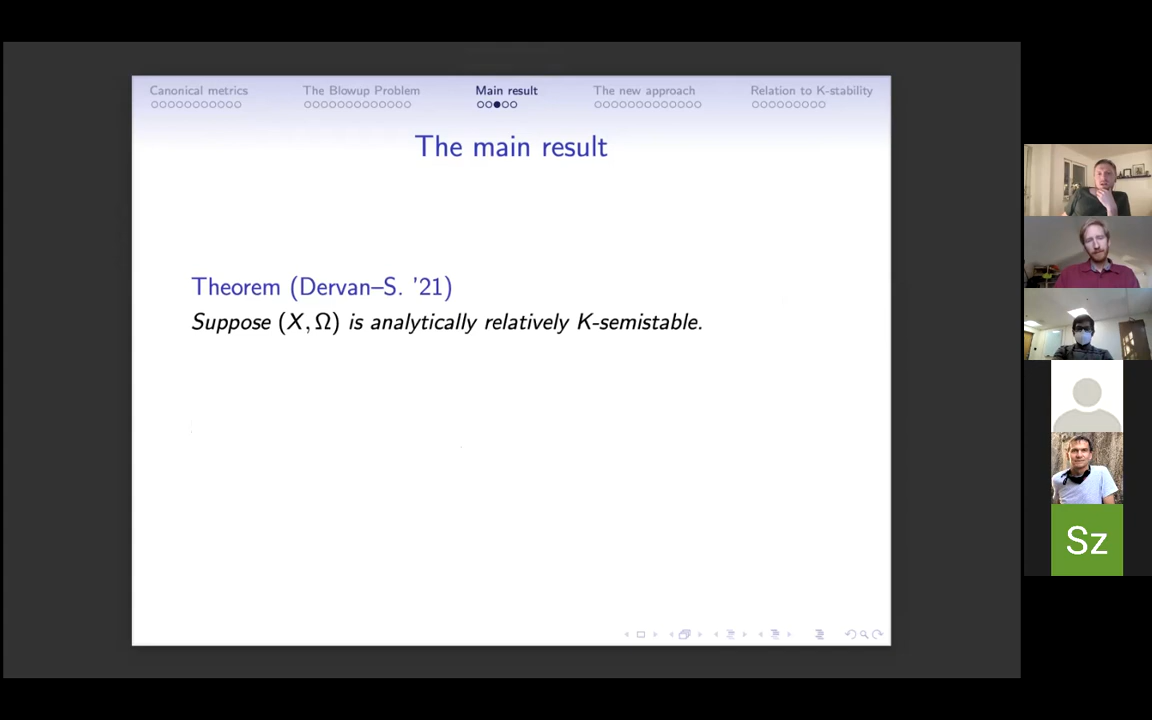 Canonical metrics The Blowup Problem Main result The new approach Relation to K-stability
The main result
Theorem (Dervan–S. '21)
Suppose (X, Ω) is analytically relatively K-semistable.
Sz